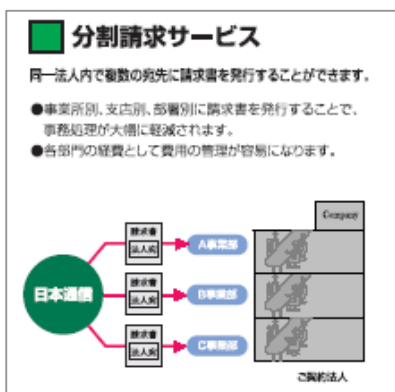 分割請求サービス
同一法人内で複数の宛先に請求書を発行することができます。
●事業所別、支店別、部署別に請求書を発行することで、
事務処理が大幅に軽減されます。
●各部門の経費として費用の管理が容易になります。
Company
請求書
法人宛
A事業部
日本通信
請求書
法人宛
B事業部
請求書
法人宛
C事業部
ご契約法人